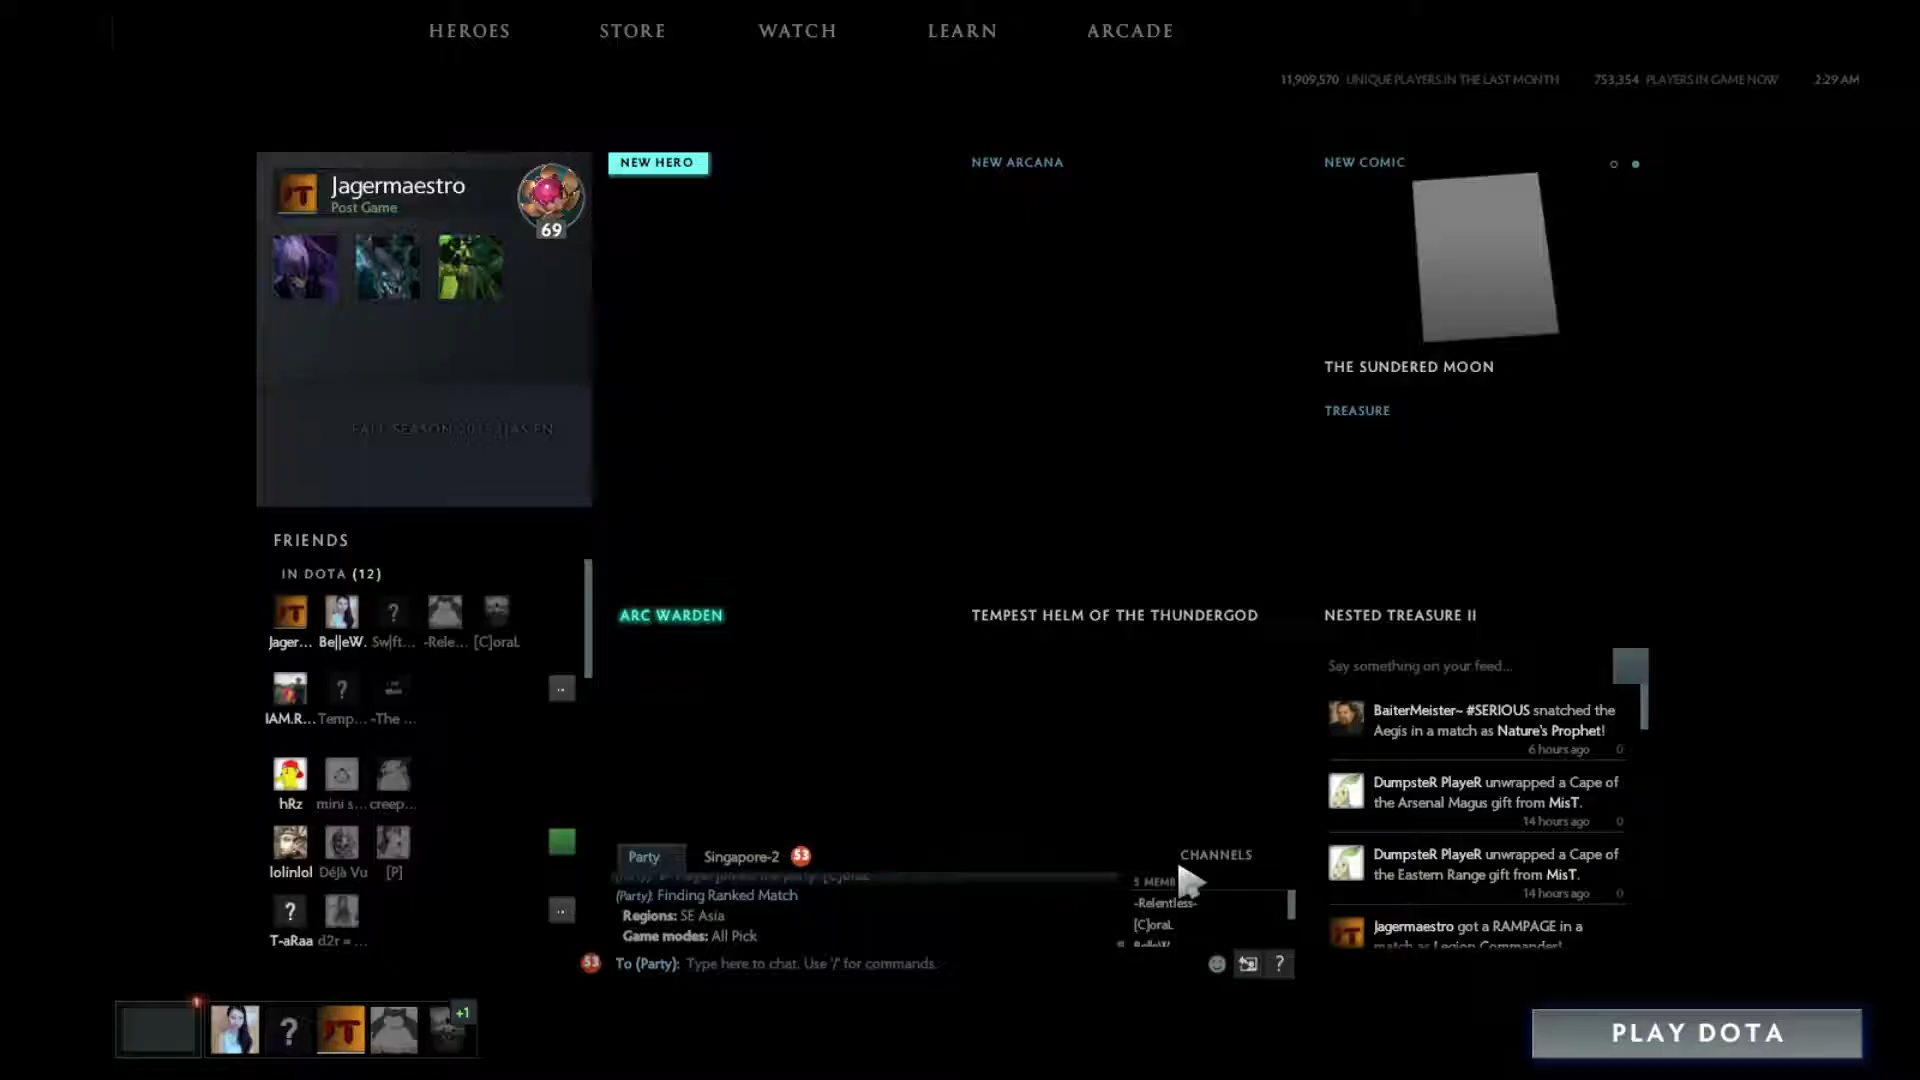 HEROES STORE WATCH LEARN ARCADE
11,909,570 UNIQUE PLAYERS IN THE LAST MONTH 753,354 PLAYERS IN GAME NOW 2:29 AM
Jagermaestro
Post Game
69
NEW HERO
NEW ARCANA
NEW COMIC
THE SUNDERED MOON
TREASURE
FRIENDS
IN DOTA (12)
Jager... Be||eW. Sw|ft... -Rele... [C]oraL
IAM.R... Temp... -The ...
hRz mini s... creep...
lolinlol Déjà Vu [P]
T-aRaa d2r = ...
ARC WARDEN
TEMPEST HELM OF THE THUNDERGOD
NESTED TREASURE II
Say something on your feed...
BaiterMeister~ #SERIOUS snatched the
Aegis in a match as Nature's Prophet!
6 hours ago 0
DumpsteR PlayeR unwrapped a Cape of
the Arsenal Magus gift from MisT.
14 hours ago 0
DumpsteR PlayeR unwrapped a Cape of
the Eastern Range gift from MisT.
14 hours ago 0
Jagermaestro got a RAMPAGE in a
match as Legion Commander!
Party Singapore-2 53
CHANNELS
(Party): Finding Ranked Match
Regions: SE Asia
Game modes: All Pick
5 MEMB
-Relentless-
[C]oraL
53 To (Party): Type here to chat. Use '/' for commands.
?
+1
PLAY DOTA